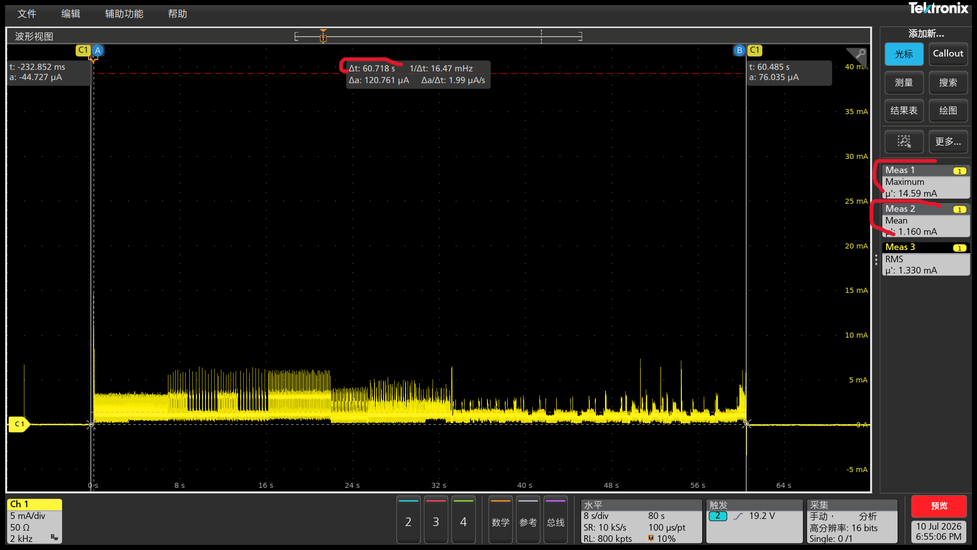 文件 编辑 辅助功能 帮助
Tektronix
波形视图
添加新...
光标 Callout
测量 搜索
结果表 绘图
更多...
C1 A
B C1
t: -232.852 ms
a: -44.727 µA
Δt: 60.718 s 1/Δt: 16.47 mHz
Δa: 120.761 µA Δa/Δt: 1.99 µA/s
t: 60.485 s
a: 76.035 µA
40 m
35 mA
30 mA
25 mA
20 mA
15 mA
10 mA
5 mA
0 A
-5 mA
C 1
0 s 8 s 16 s 24 s 32 s 40 s 48 s 56 s 64 s
Meas 1 1
Maximum
µ': 14.59 mA
Meas 2 1
Mean
µ': 1.160 mA
Meas 3 1
RMS
µ': 1.330 mA
Ch 1
5 mA/div
50 Ω
2 kHz
2 3 4 数学 参考 总线
水平
8 s/div 80 s
SR: 10 kS/s 100 µs/pt
RL: 800 kpts 10%
触发
2 19.2 V
采集
手动 · 分析
高分辨率: 16 bits
Single: 0 /1
预览
10 Jul 2026
6:55:06 PM